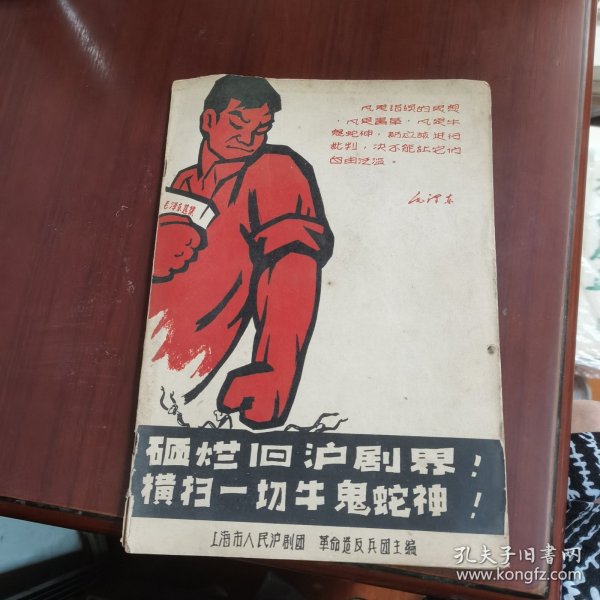 凡是错误的思想
，凡是毒草，凡是牛
鬼蛇神，都应该进行
批判，决不能让它们
自由泛滥。
毛泽东
毛泽东选集
砸烂旧沪剧界！
横扫一切牛鬼蛇神！
上海市人民沪剧团 革命造反兵团主编
孔夫子旧书网
www.kongfz.com